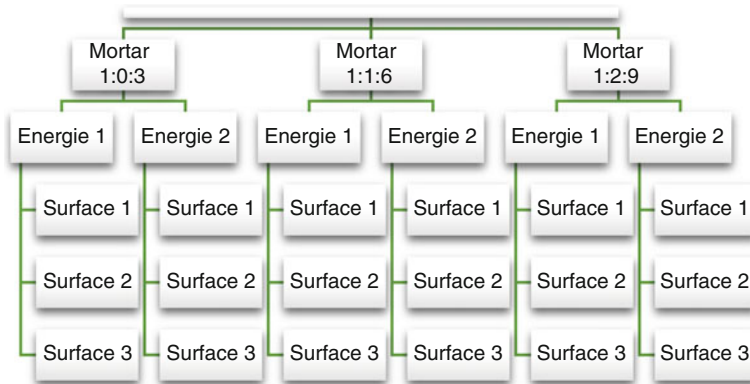 Mortar
1:0:3
Mortar
1:1:6
Mortar
1:2:9
Energie 1
Energie 2
Energie 1
Energie 2
Energie 1
Energie 2
Surface 1
Surface 1
Surface 1
Surface 1
Surface 1
Surface 1
Surface 2
Surface 2
Surface 2
Surface 2
Surface 2
Surface 2
Surface 3
Surface 3
Surface 3
Surface 3
Surface 3
Surface 3